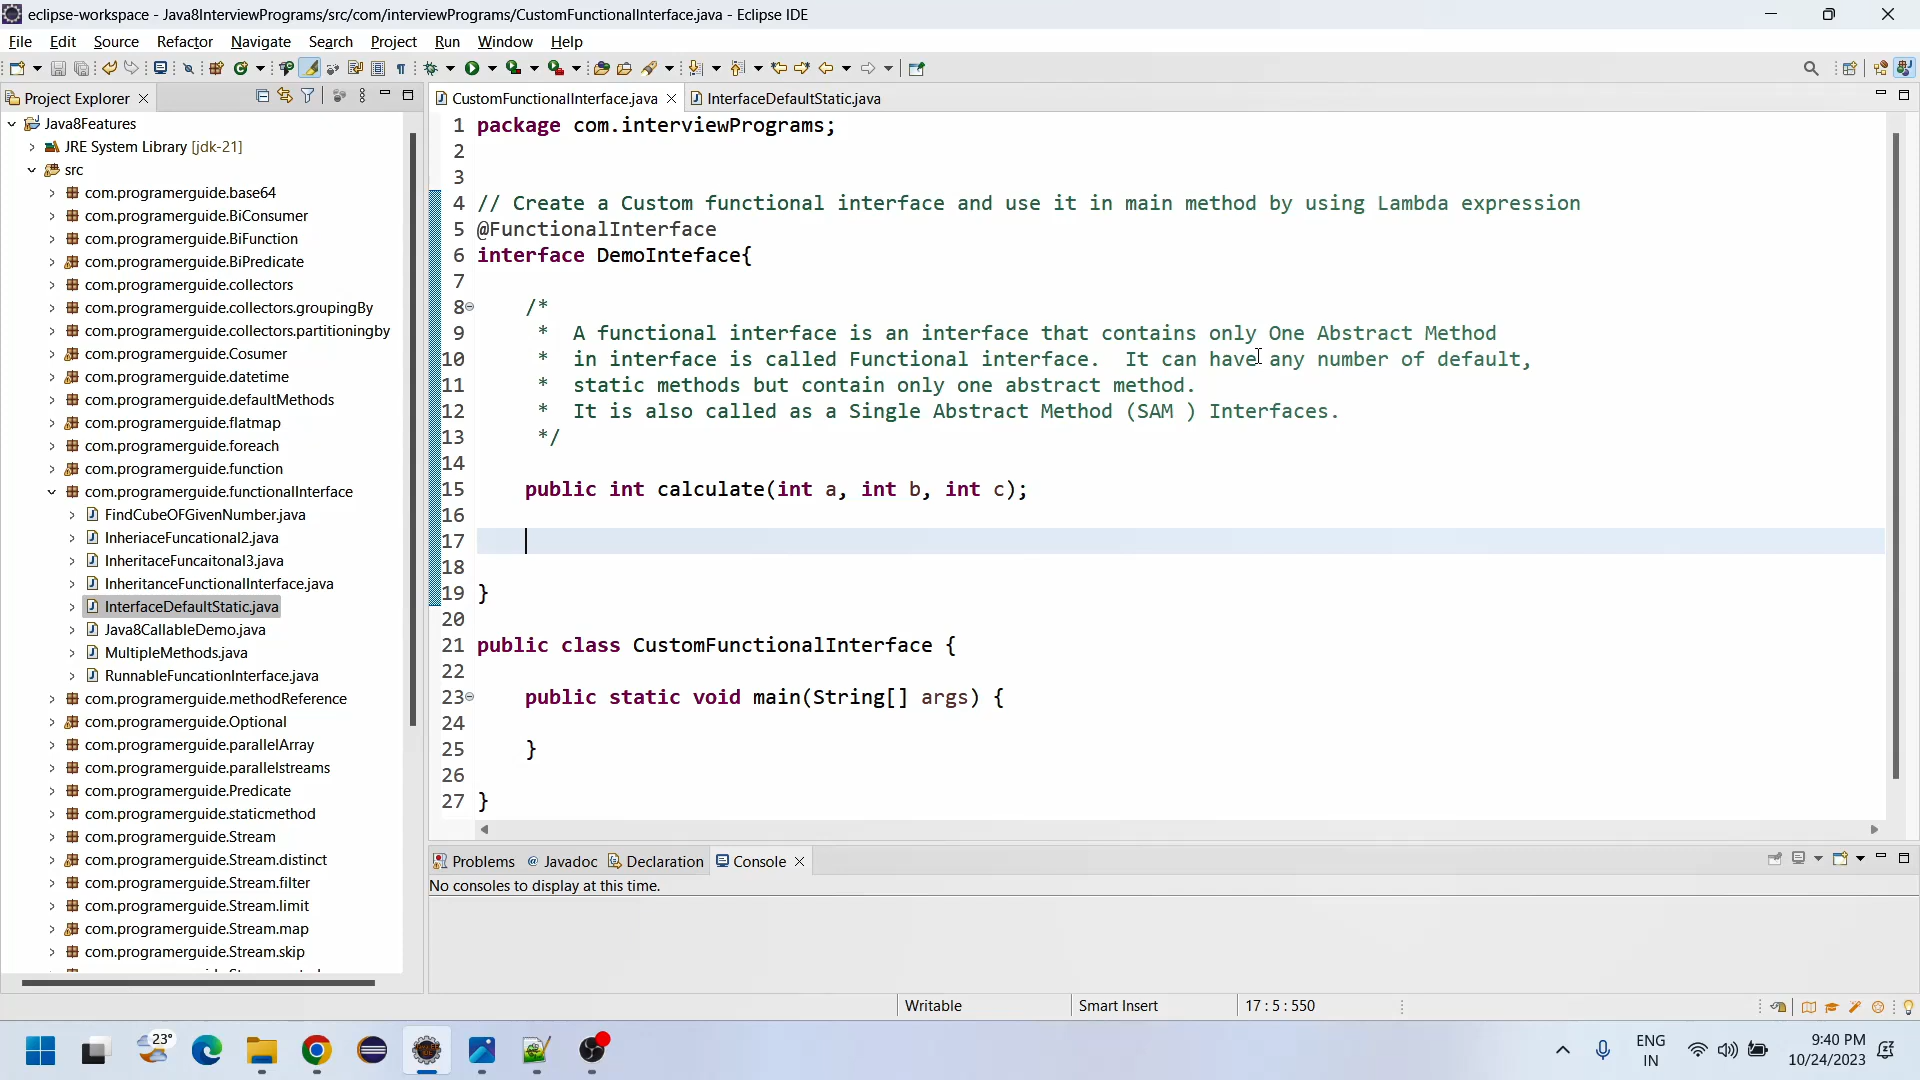 eclipse-workspace - Java8InterviewPrograms/src/com/interviewPrograms/CustomFunctionalInterface.java - Eclipse IDE
File Edit Source Refactor Navigate Search Project Run Window Help
Project Explorer
Java8Features
JRE System Library [jdk-21]
src
com.programerguide.base64
com.programerguide.BiConsumer
com.programerguide.BiFunction
com.programerguide.BiPredicate
com.programerguide.collectors
com.programerguide.collectors.groupingBy
com.programerguide.collectors.partitioningby
com.programerguide.Cosumer
com.programerguide.datetime
com.programerguide.defaultMethods
com.programerguide.flatmap
com.programerguide.foreach
com.programerguide.function
com.programerguide.functionalInterface
FindCubeOFGivenNumber.java
InheriaceFuncational2.java
InheritaceFuncaitonal3.java
InheritanceFunctionalInterface.java
InterfaceDefaultStatic.java
Java8CallableDemo.java
MultipleMethods.java
RunnableFuncationInterface.java
com.programerguide.methodReference
com.programerguide.Optional
com.programerguide.parallelArray
com.programerguide.parallelstreams
com.programerguide.Predicate
com.programerguide.staticmethod
com.programerguide.Stream
com.programerguide.Stream.distinct
com.programerguide.Stream.filter
com.programerguide.Stream.limit
com.programerguide.Stream.map
com.programerguide.Stream.skip
CustomFunctionalInterface.java InterfaceDefaultStatic.java
1 package com.interviewPrograms;
2
3
4 // Create a Custom functional interface and use it in main method by using Lambda expression
5 @FunctionalInterface
6 interface DemoInteface{
7
8 /*
9 * A functional interface is an interface that contains only One Abstract Method
10 * in interface is called Functional interface. It can have any number of default,
11 * static methods but contain only one abstract method.
12 * It is also called as a Single Abstract Method (SAM ) Interfaces.
13 */
14
15 public int calculate(int a, int b, int c);
16
17
18
19 }
20
21 public class CustomFunctionalInterface {
22
23 public static void main(String[] args) {
24
25 }
26
27 }
Problems Javadoc Declaration Console
No consoles to display at this time.
Writable Smart Insert 17 : 5 : 550
23°
ENG
IN
9:40 PM
10/24/2023